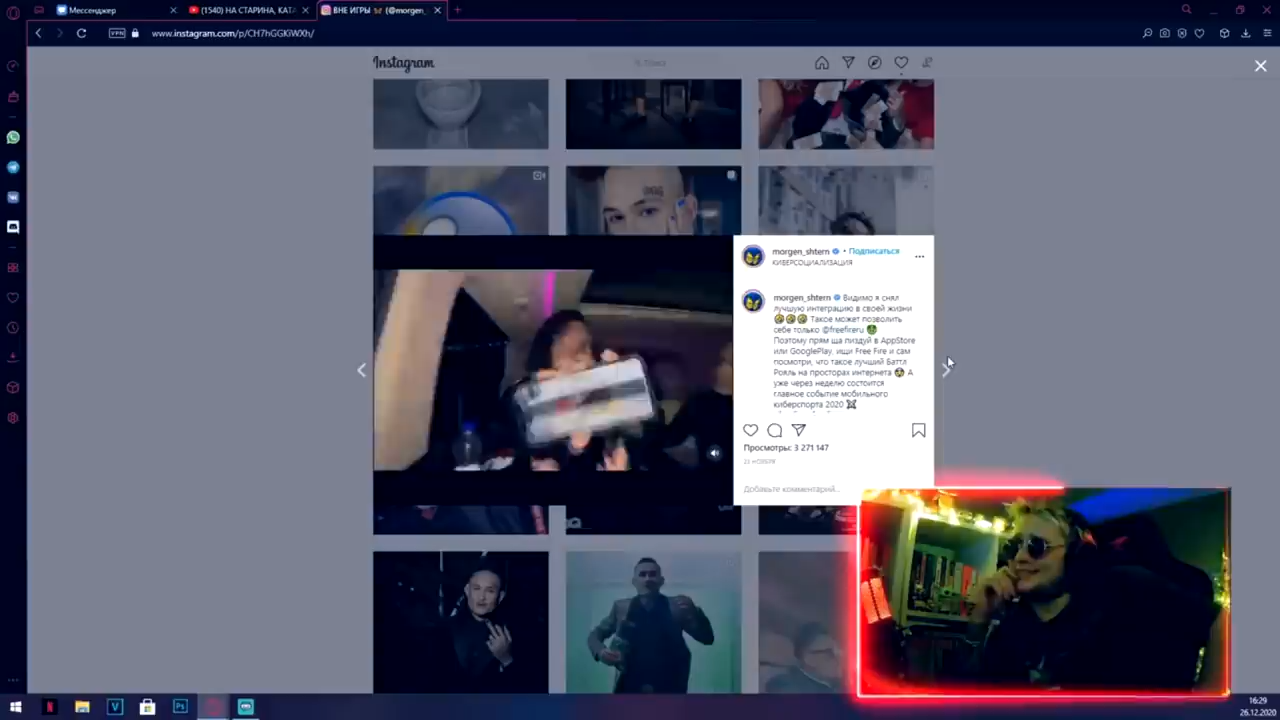 Мессенджер
(1540) НА СТАРИНА, КАТА
ВНЕ ИГРЫ
(@morgen_
VPN
www.instagram.com/p/CH7hGGKiWXh/
Instagram
morgen_shtern • Подписаться
КИБЕРСОЦИАЛИЗАЦИЯ
morgen_shtern Видимо я снял
лучшую интеграцию в своей жизни
Такое может позволить
себе только @freefireru
Поэтому прям ща пиздуй в AppStore
или GooglePlay, ищи Free Fire и сам
посмотри, что такое лучший Баттл
Рояль на просторах интернета А
уже через неделю состоится
главное событие мобильного
киберспорта 2020
Просмотры: 3 271 147
НОЯБРЯ
Добавьте комментарий...
16:29
26.12.2020